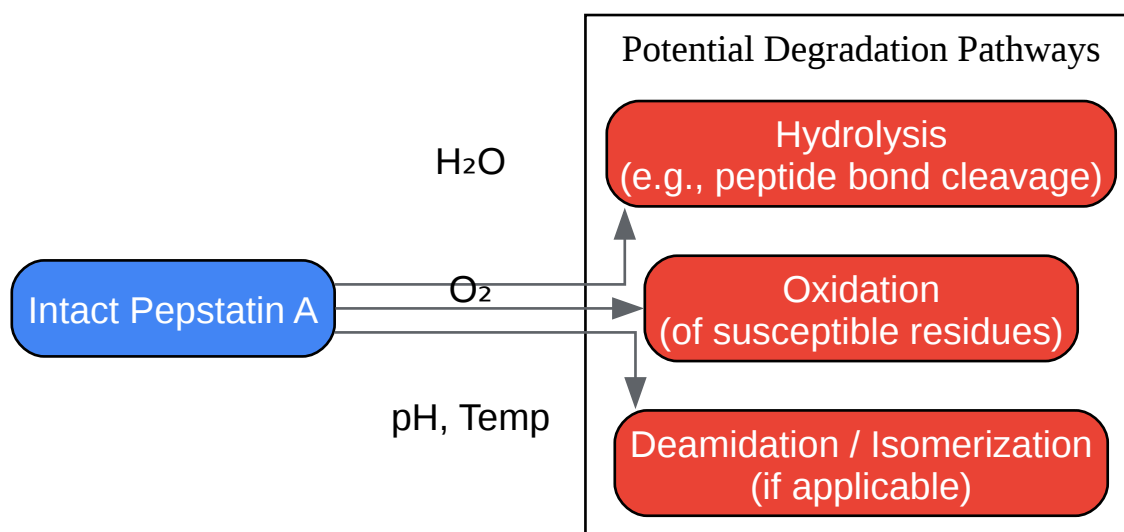 Potential Degradation Pathways
Hydrolysis
(e.g., peptide bond cleavage)
H₂O
Intact Pepstatin A
O₂
Oxidation
(of susceptible residues)
pH, Temp
Deamidation / Isomerization
(if applicable)